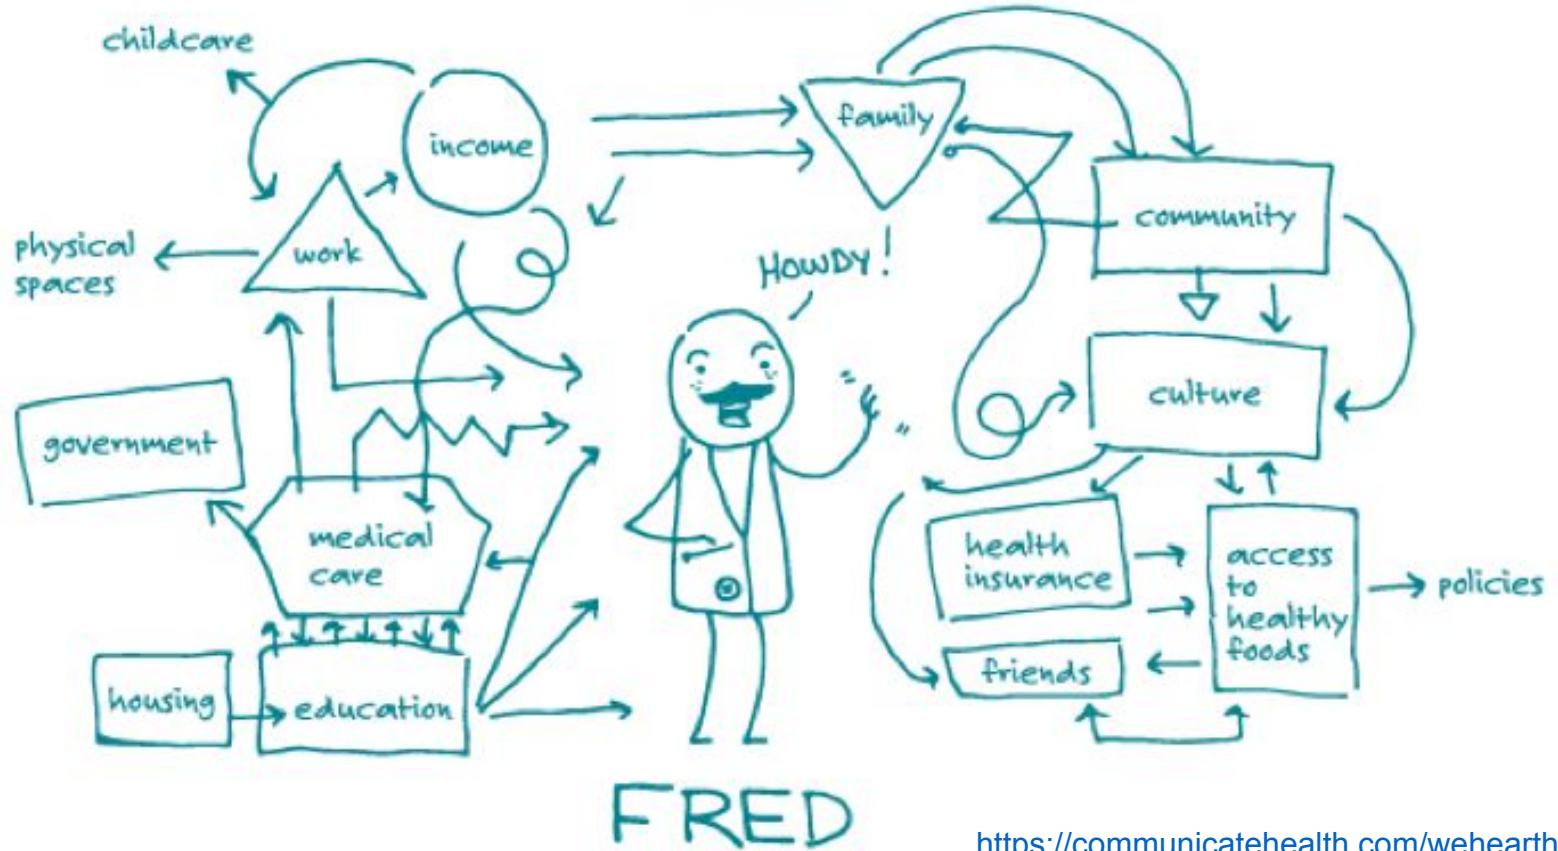 childcare
income
family
community
physical
spaces
work
HOWDY!
culture
government
medical
care
health
insurance
access
to
healthy
foods
policies
friends
housing
education
FRED
https://communicatehealth.com/wehearth